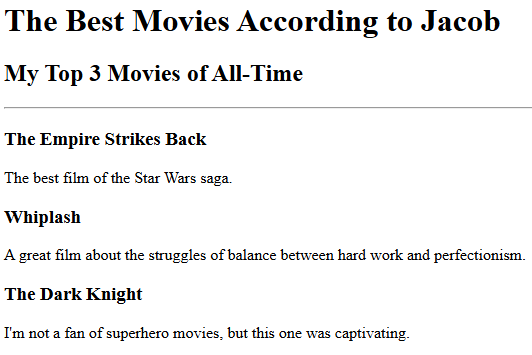 The Best Movies According to Jacob
My Top 3 Movies of All-Time
The Empire Strikes Back
The best film of the Star Wars saga.
Whiplash
A great film about the struggles of balance between hard work and perfectionism.
The Dark Knight
I'm not a fan of superhero movies, but this one was captivating.